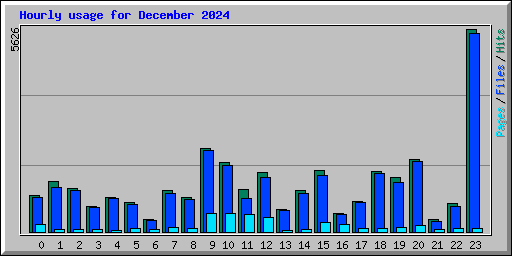 Hourly usage for December 2024
5626
Pages/Files/Hits
0 1 2 3 4 5 6 7 8 9 10 11 12 13 14 15 16 17 18 19 20 21 22 23